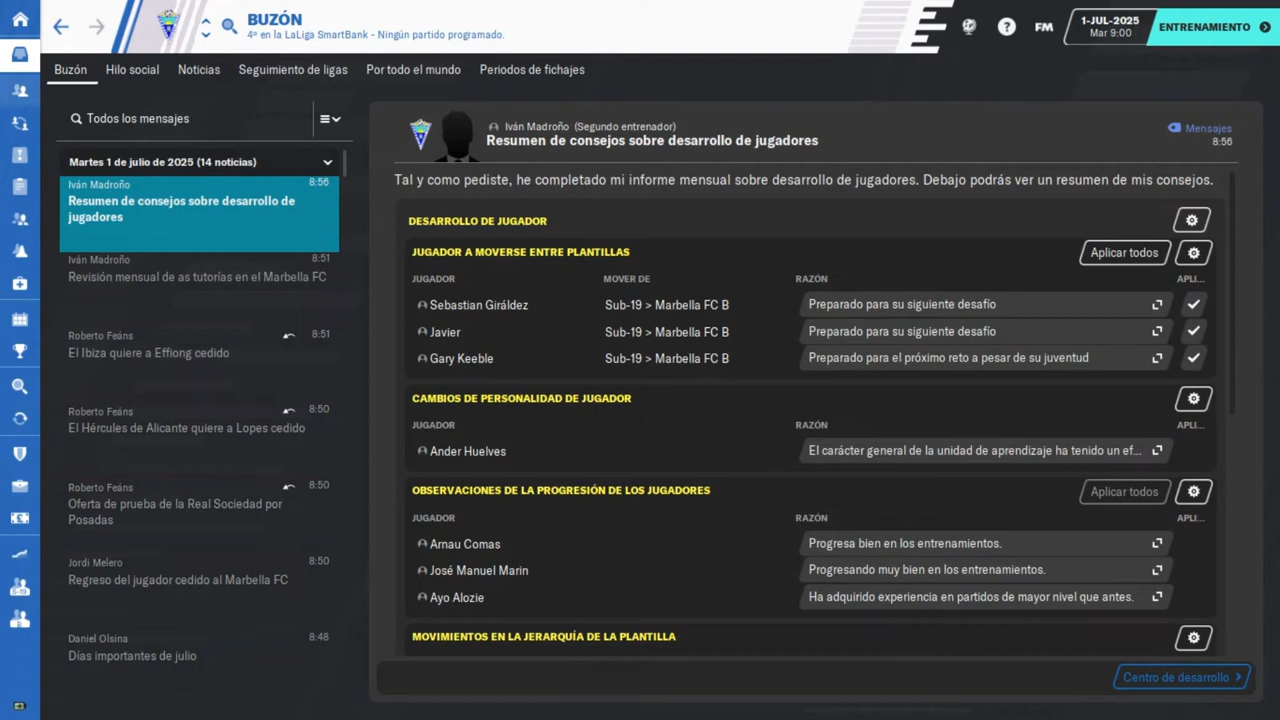 BUZÓN
4º en la LaLiga SmartBank - Ningún partido programado.
FM
1-JUL-2025
Mar 9:00
ENTRENAMIENTO
Buzón
Hilo social
Noticias
Seguimiento de ligas
Por todo el mundo
Periodos de fichajes
Todos los mensajes
Martes 1 de julio de 2025 (14 noticias)
Iván Madroño 8:56
Resumen de consejos sobre desarrollo de
jugadores
Iván Madroño 8:51
Revisión mensual de as tutorías en el Marbella FC
Roberto Feáns 8:51
El Ibiza quiere a Effiong cedido
Roberto Feáns 8:50
El Hércules de Alicante quiere a Lopes cedido
Roberto Feáns 8:50
Oferta de prueba de la Real Sociedad por
Posadas
Jordi Melero 8:50
Regreso del jugador cedido al Marbella FC
Daniel Olsina 8:48
Días importantes de julio
Iván Madroño (Segundo entrenador)
Resumen de consejos sobre desarrollo de jugadores
Mensajes
8:56
Tal y como pediste, he completado mi informe mensual sobre desarrollo de jugadores. Debajo podrás ver un resumen de mis consejos.
DESARROLLO DE JUGADOR
JUGADOR A MOVERSE ENTRE PLANTILLAS Aplicar todos
JUGADOR MOVER DE RAZÓN APLI...
Sebastian Giráldez Sub-19 > Marbella FC B Preparado para su siguiente desafío
Javier Sub-19 > Marbella FC B Preparado para su siguiente desafío
Gary Keeble Sub-19 > Marbella FC B Preparado para el próximo reto a pesar de su juventud
CAMBIOS DE PERSONALIDAD DE JUGADOR
JUGADOR RAZÓN APLI...
Ander Huelves El carácter general de la unidad de aprendizaje ha tenido un ef...
OBSERVACIONES DE LA PROGRESIÓN DE LOS JUGADORES Aplicar todos
JUGADOR RAZÓN APLI...
Arnau Comas Progresa bien en los entrenamientos.
José Manuel Marin Progresando muy bien en los entrenamientos.
Ayo Alozie Ha adquirido experiencia en partidos de mayor nivel que antes.
MOVIMIENTOS EN LA JERARQUÍA DE LA PLANTILLA
Centro de desarrollo